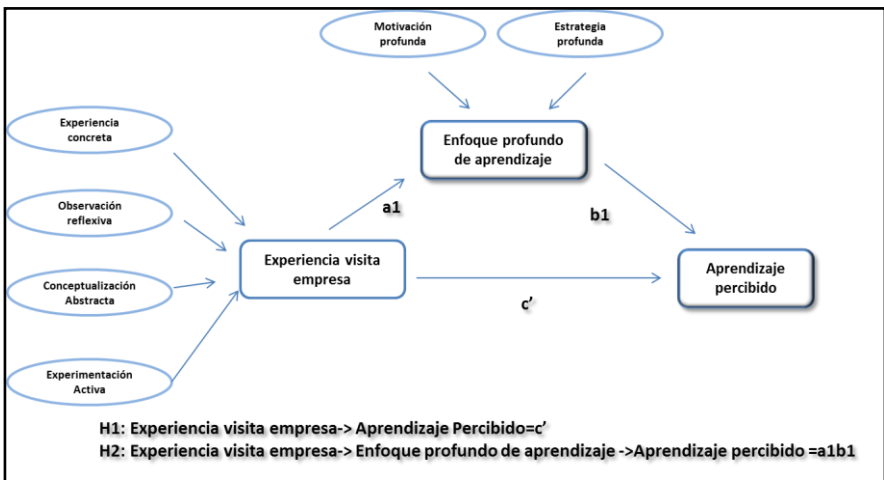 Motivación
profunda
Estrategia
profunda
Experiencia
concreta
Enfoque profundo
de aprendizaje
a1
b1
Observación
reflexiva
Experiencia visita
empresa
Aprendizaje
percibido
Conceptualización
Abstracta
c’
Experimentación
Activa
H1: Experiencia visita empresa-> Aprendizaje Percibido=c’
H2: Experiencia visita empresa-> Enfoque profundo de aprendizaje ->Aprendizaje percibido =a1b1